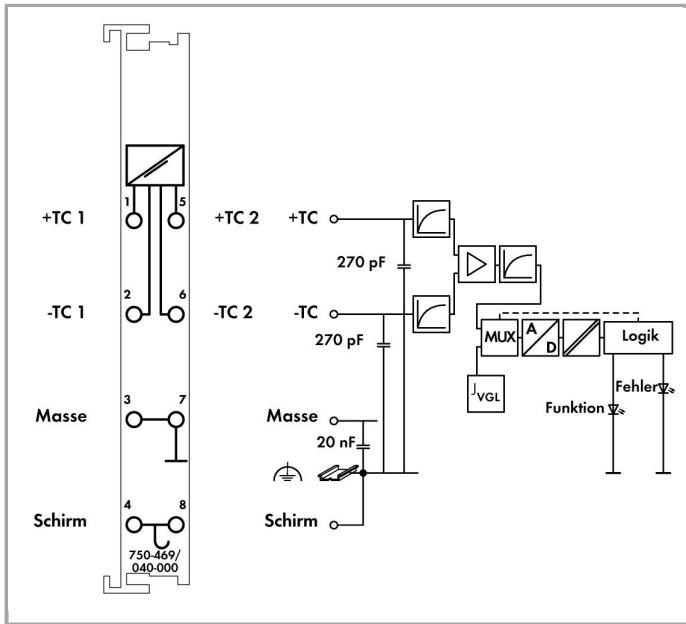 1 5
+TC 1 +TC 2 +TC
270 pF
2 6
-TC 1 -TC 2 -TC
270 pF
MUX A D Logik
J VGL
Fehler
Funktion
3 7
Masse Masse
20 nF
4 8
Schirm Schirm
750-469/
040-000